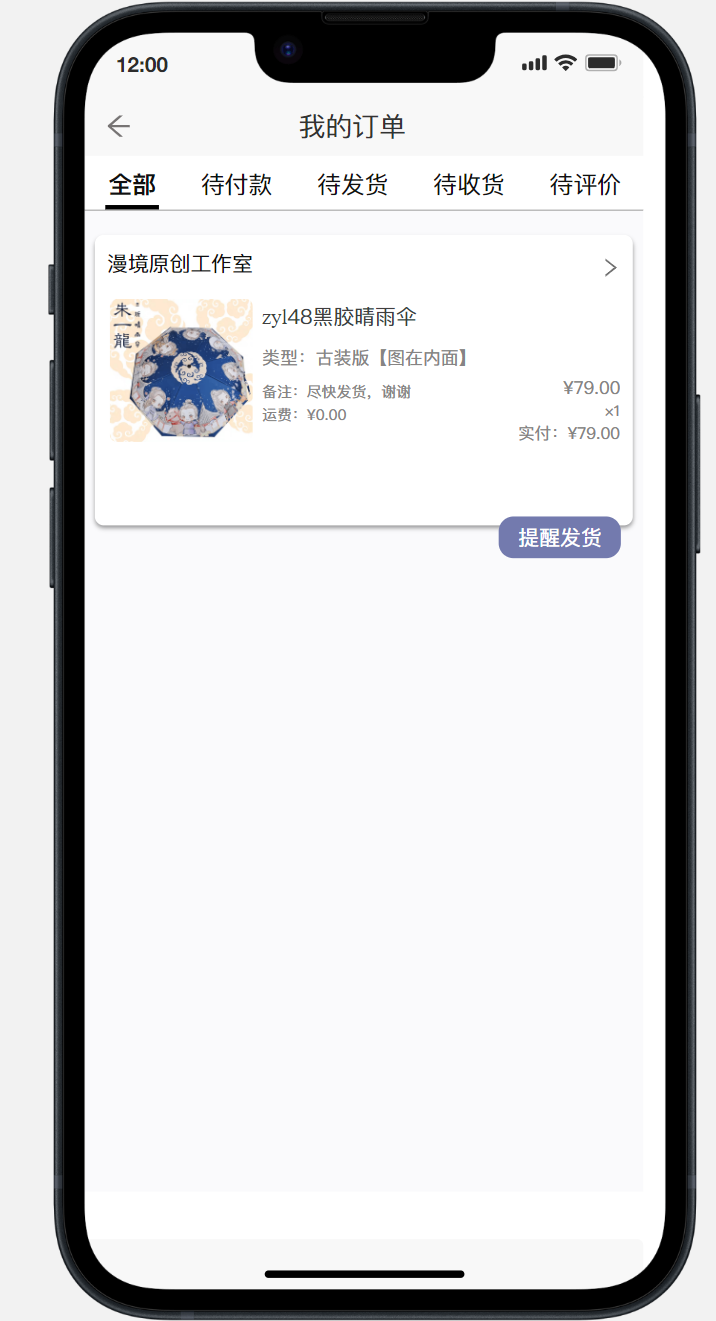 12:00
我的订单
全部 待付款 待发货 待收货 待评价
漫境原创工作室
朱一龍
zyl48黑胶晴雨伞
类型：古装版【图在内面】
备注：尽快发货，谢谢
¥79.00
运费：¥0.00
×1
实付：¥79.00
提醒发货